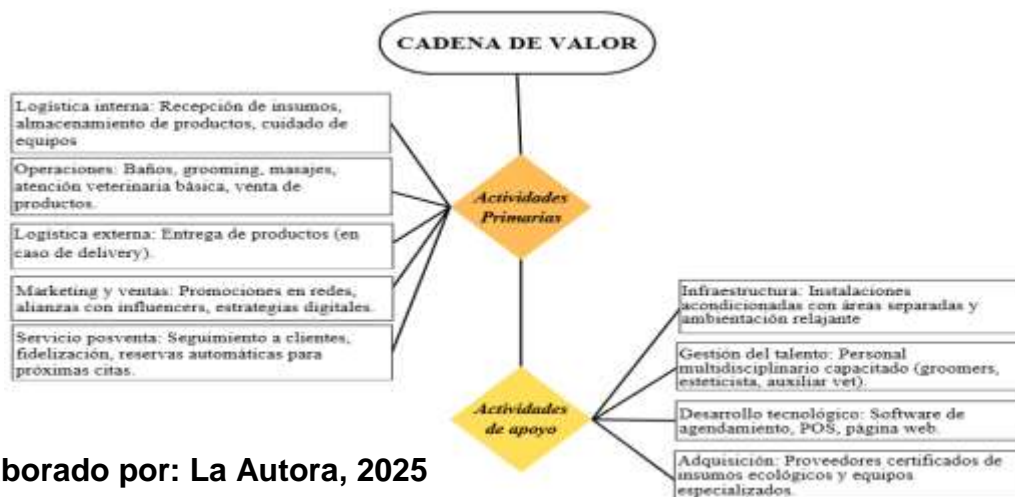 CADENA DE VALOR
Logística interna: Recepción de insumos,
almacenamiento de productos, cuidado de
equipos
Operaciones: Baños, grooming, masajes,
atención veterinaria básica, venta de
productos.
Logística externa: Entrega de productos (en
caso de delivery).
Marketing y ventas: Promociones en redes,
alianzas con influencers, estrategias digitales.
Servicio posventa: Seguimiento a clientes,
fidelización, reservas automáticas para
próximas citas.
Actividades
Primarias
Infraestructura: Instalaciones
acondicionadas con áreas separadas y
ambientación relajante
Gestión del talento: Personal
multidisciplinario capacitado (groomers,
esteticista, auxiliar vet).
Desarrollo tecnológico: Software de
agendamiento, POS, página web.
Adquisición: Proveedores certificados de
insumos ecológicos y equipos
especializados.
Actividades
de apoyo
borado por: La Autora, 2025